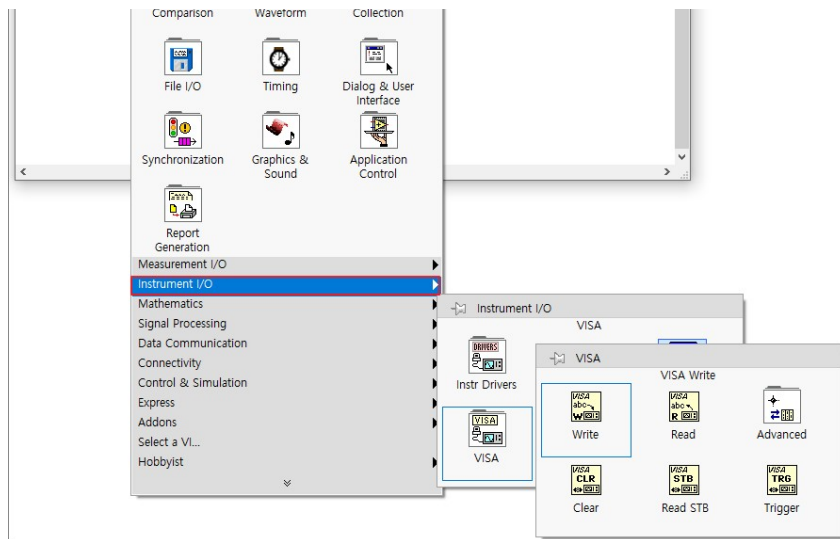 Comparison Waveform Collection
File I/O Timing Dialog & User
Interface
Synchronization Graphics & Application
Sound Control
Report
Generation
Measurement I/O
Instrument I/O
Mathematics
Signal Processing
Data Communication
Connectivity
Control & Simulation
Express
Addons
Select a VI...
Hobbyist
Instrument I/O
VISA
DRIVERS
Instr Drivers
VISA
VISA
VISA
VISA Write
VISA
abc
W
VISA
abc
R
Write Read Advanced
VISA
CLR
VISA
STB
VISA
TRG
Clear Read STB Trigger